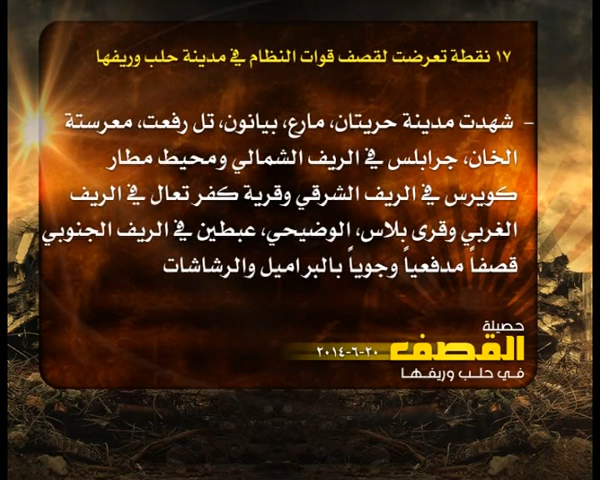 ١٧ نقطة تعرضت لقصف قوات النظام في مدينة حلب وريفها
- شهدت مدينة حريتان، مارع، بيانون، تل رفعت، معرستة
الخان، جرابلس في الريف الشمالي ومحيط مطار
كويرس في الريف الشرقي وقرية كفر تعال في الريف
الغربي وقرى بلاس، الوضيحي، عبطين في الريف الجنوبي
قصفاً مدفعياً وجوياً بالبراميل والرشاشات
حصيلة
القصف ٢٠-٦-٢٠١٤
في حلب وريفها